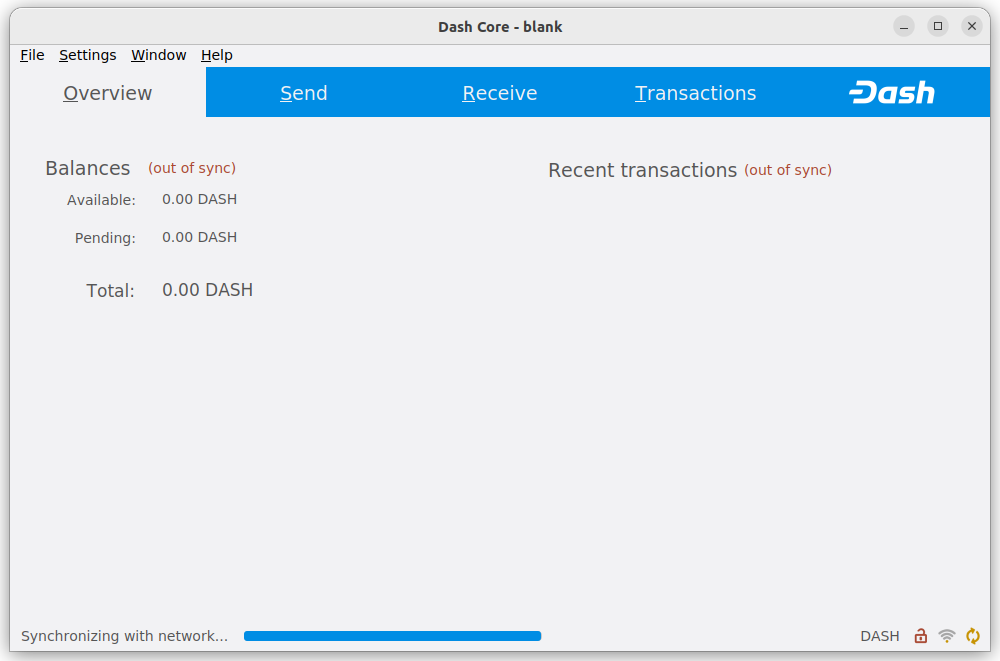 Dash Core - blank
File Settings Window Help
Overview Send Receive Transactions Dash
Balances (out of sync) Recent transactions (out of sync)
Available: 0.00 DASH
Pending: 0.00 DASH
Total: 0.00 DASH
Synchronizing with network... DASH